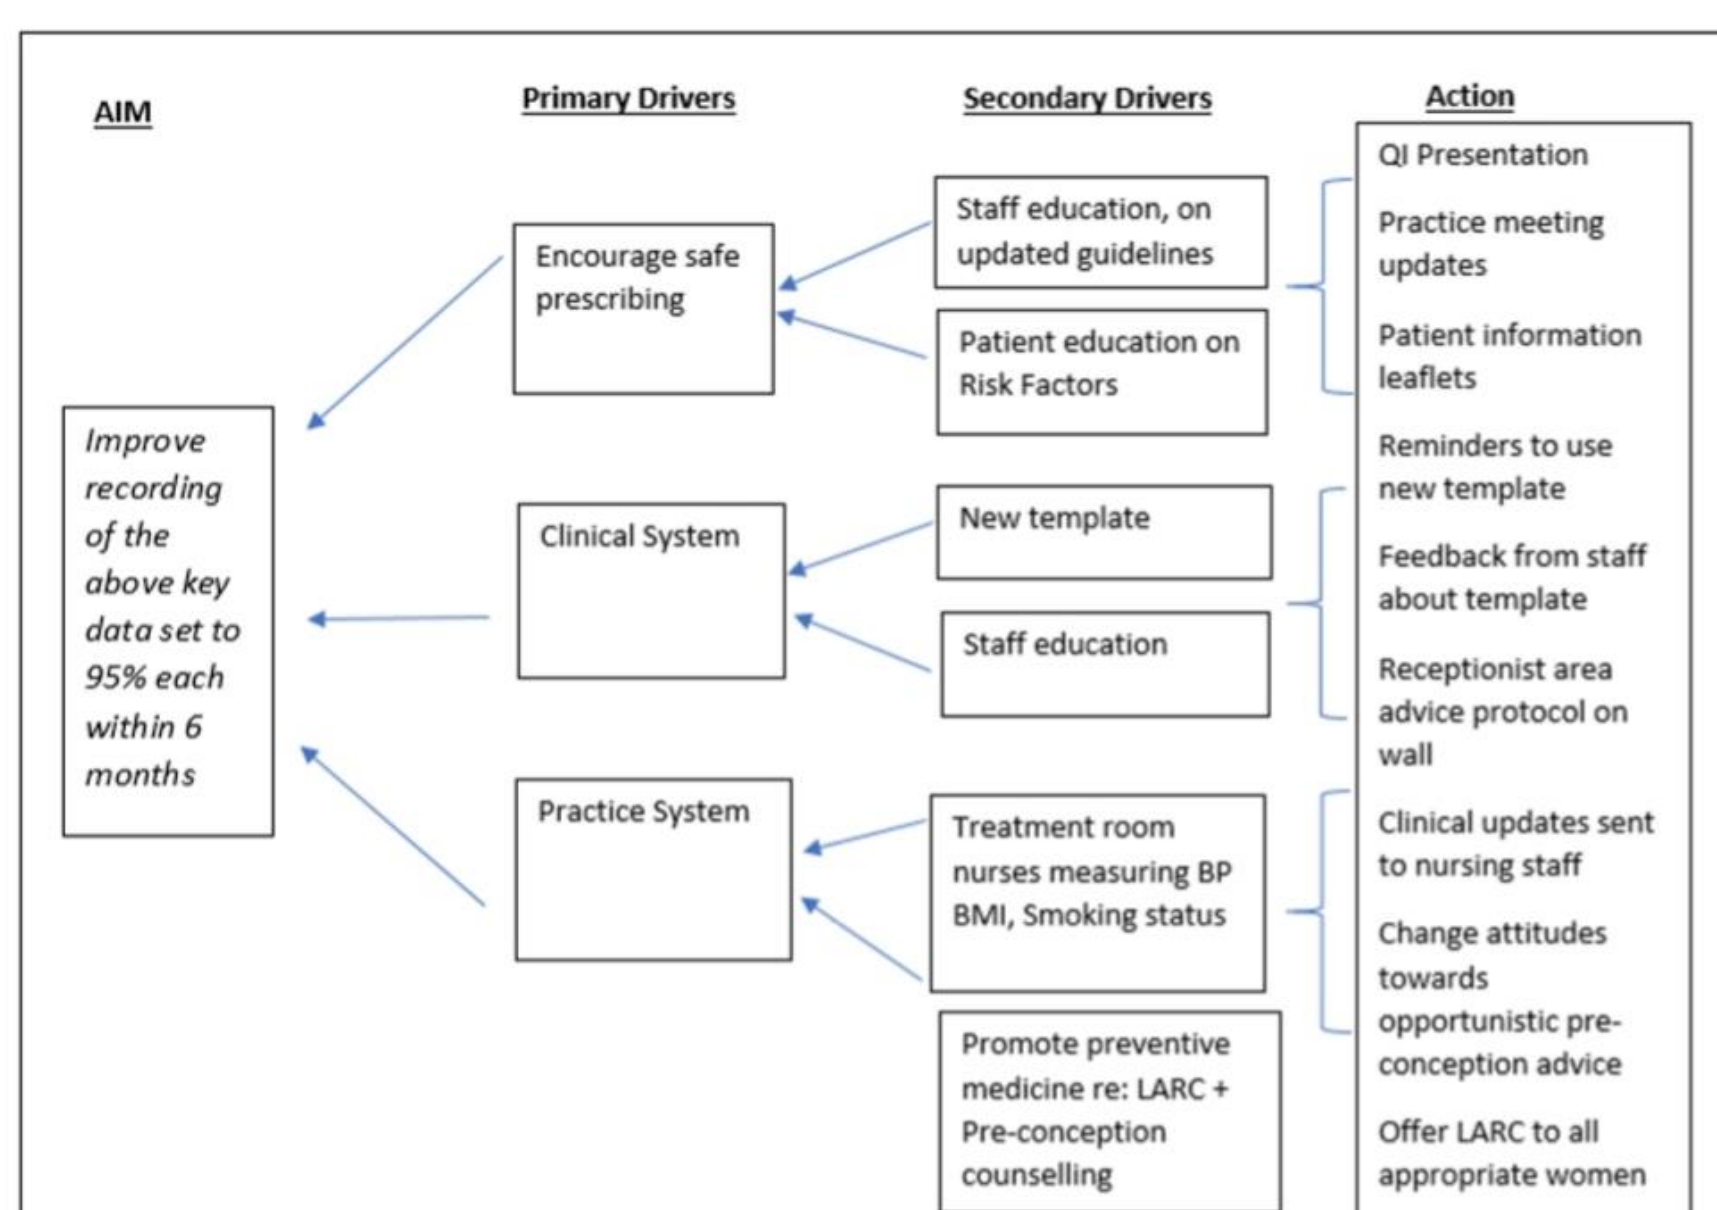 AIM
Primary Drivers
Secondary Drivers
Action
Improve
recording
of the
above key
data set to
95% each
within 6
months
Encourage safe
prescribing
Clinical System
Practice System
Staff education, on
updated guidelines
Patient education on
Risk Factors
New template
Staff education
Treatment room
nurses measuring BP
BMI, Smoking status
Promote preventive
medicine re: LARC +
Pre-conception
counselling
QI Presentation
Practice meeting
updates
Patient information
leaflets
Reminders to use
new template
Feedback from staff
about template
Receptionist area
advice protocol on
wall
Clinical updates sent
to nursing staff
Change attitudes
towards
opportunistic pre-
conception advice
Offer LARC to all
appropriate women